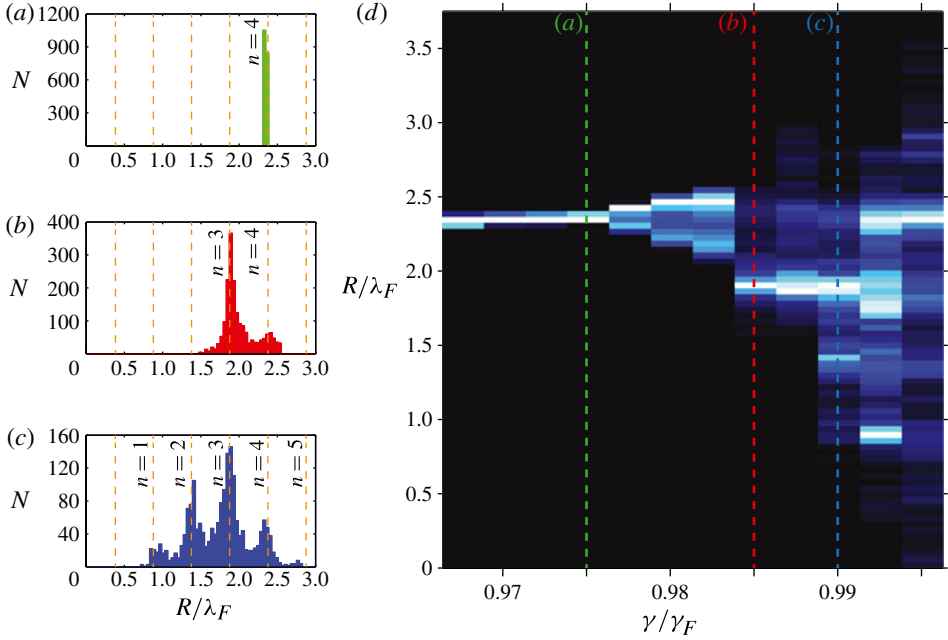 (a)
1200
900
600
300
N
n = 4
0 0.5 1.0 1.5 2.0 2.5 3.0
(b)
400
300
200
100
N
n = 3
n = 4
0 0.5 1.0 1.5 2.0 2.5 3.0
(c)
160
120
80
40
N
n = 1
n = 2
n = 3
n = 4
n = 5
0 0.5 1.0 1.5 2.0 2.5 3.0
R/λF
(d)
(a) (b) (c)
3.5
3.0
2.5
2.0
R/λF
1.5
1.0
0.5
0
0.97 0.98 0.99
γ/γF